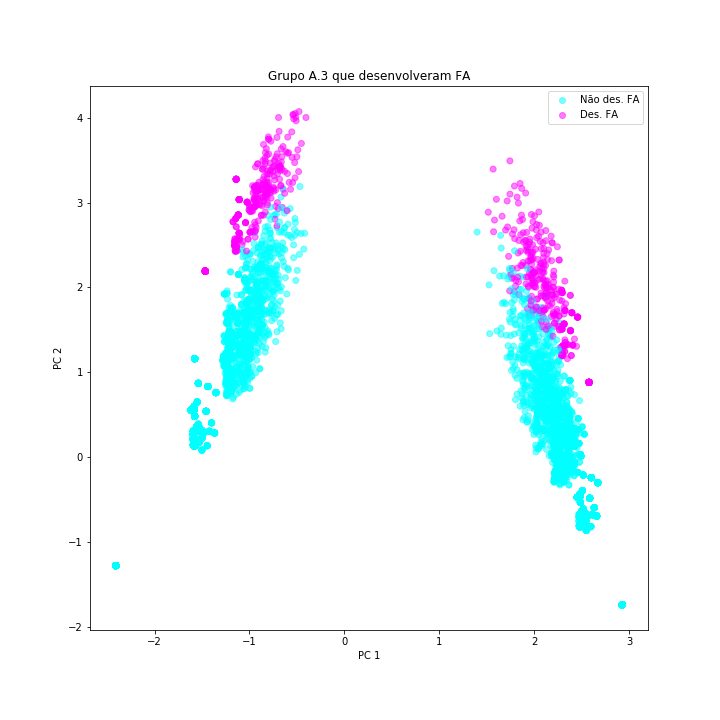 Grupo A.3 que desenvolveram FA
Não des. FA
Des. FA
4
3
2
1
0
−1
−2
PC 2
−2
−1
0
1
2
3
PC 1